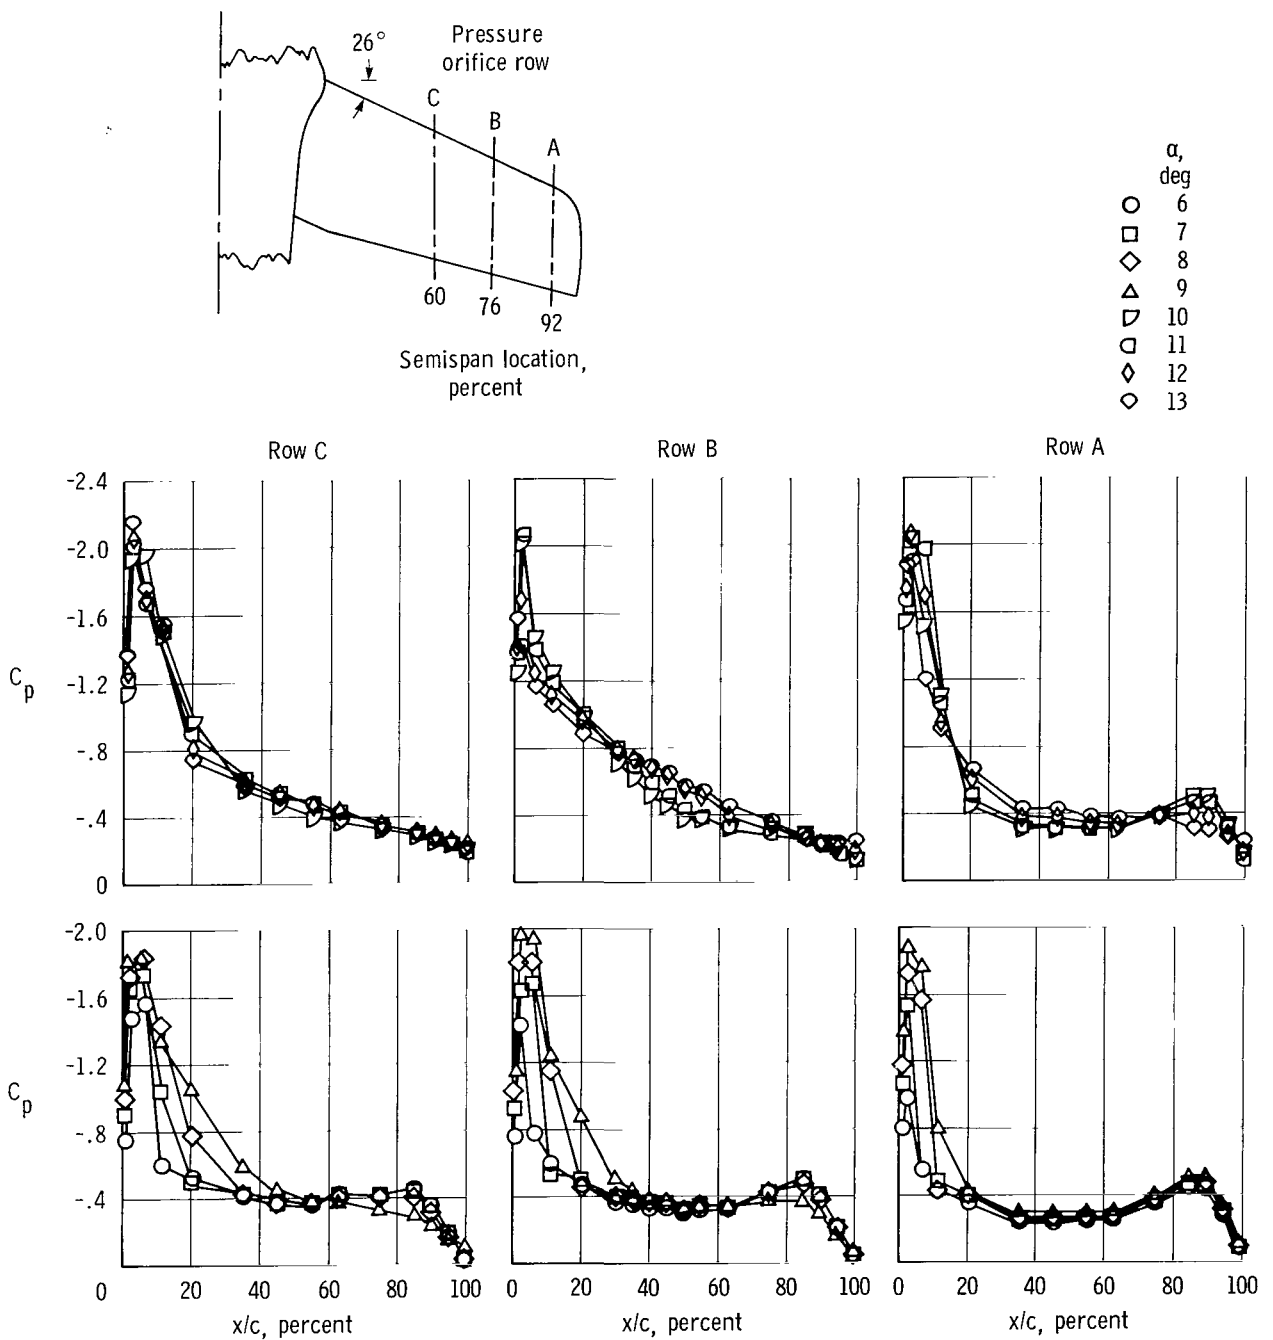 26°
Pressure
orifice row
C
B
A
60
76
92
Semispan location,
percent
α,
deg
6
7
8
9
10
11
12
13
Row C
Row B
Row A
-2.4
-2.0
-1.6
-1.2
-.8
-.4
0
Cp
-2.0
-1.6
-1.2
-.8
-.4
0
Cp
20 40 60 80 100
0 20 40 60 80 100
0 20 40 60 80 100
x/c, percent
x/c, percent
x/c, percent